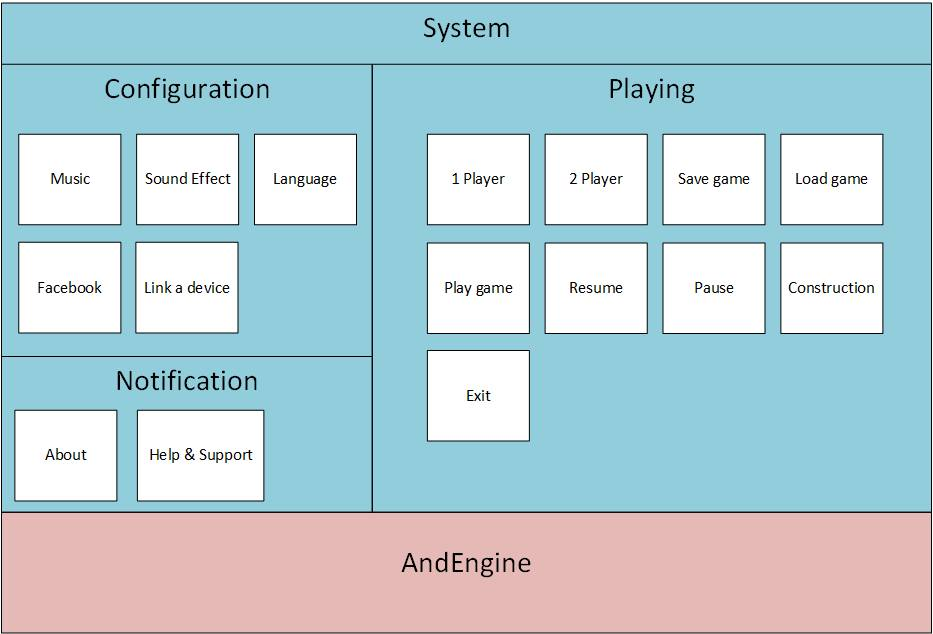 System
Configuration
Music
Sound Effect
Language
Facebook
Link a device
Notification
About
Help & Support
Playing
1 Player
2 Player
Save game
Load game
Play game
Resume
Pause
Construction
Exit
AndEngine